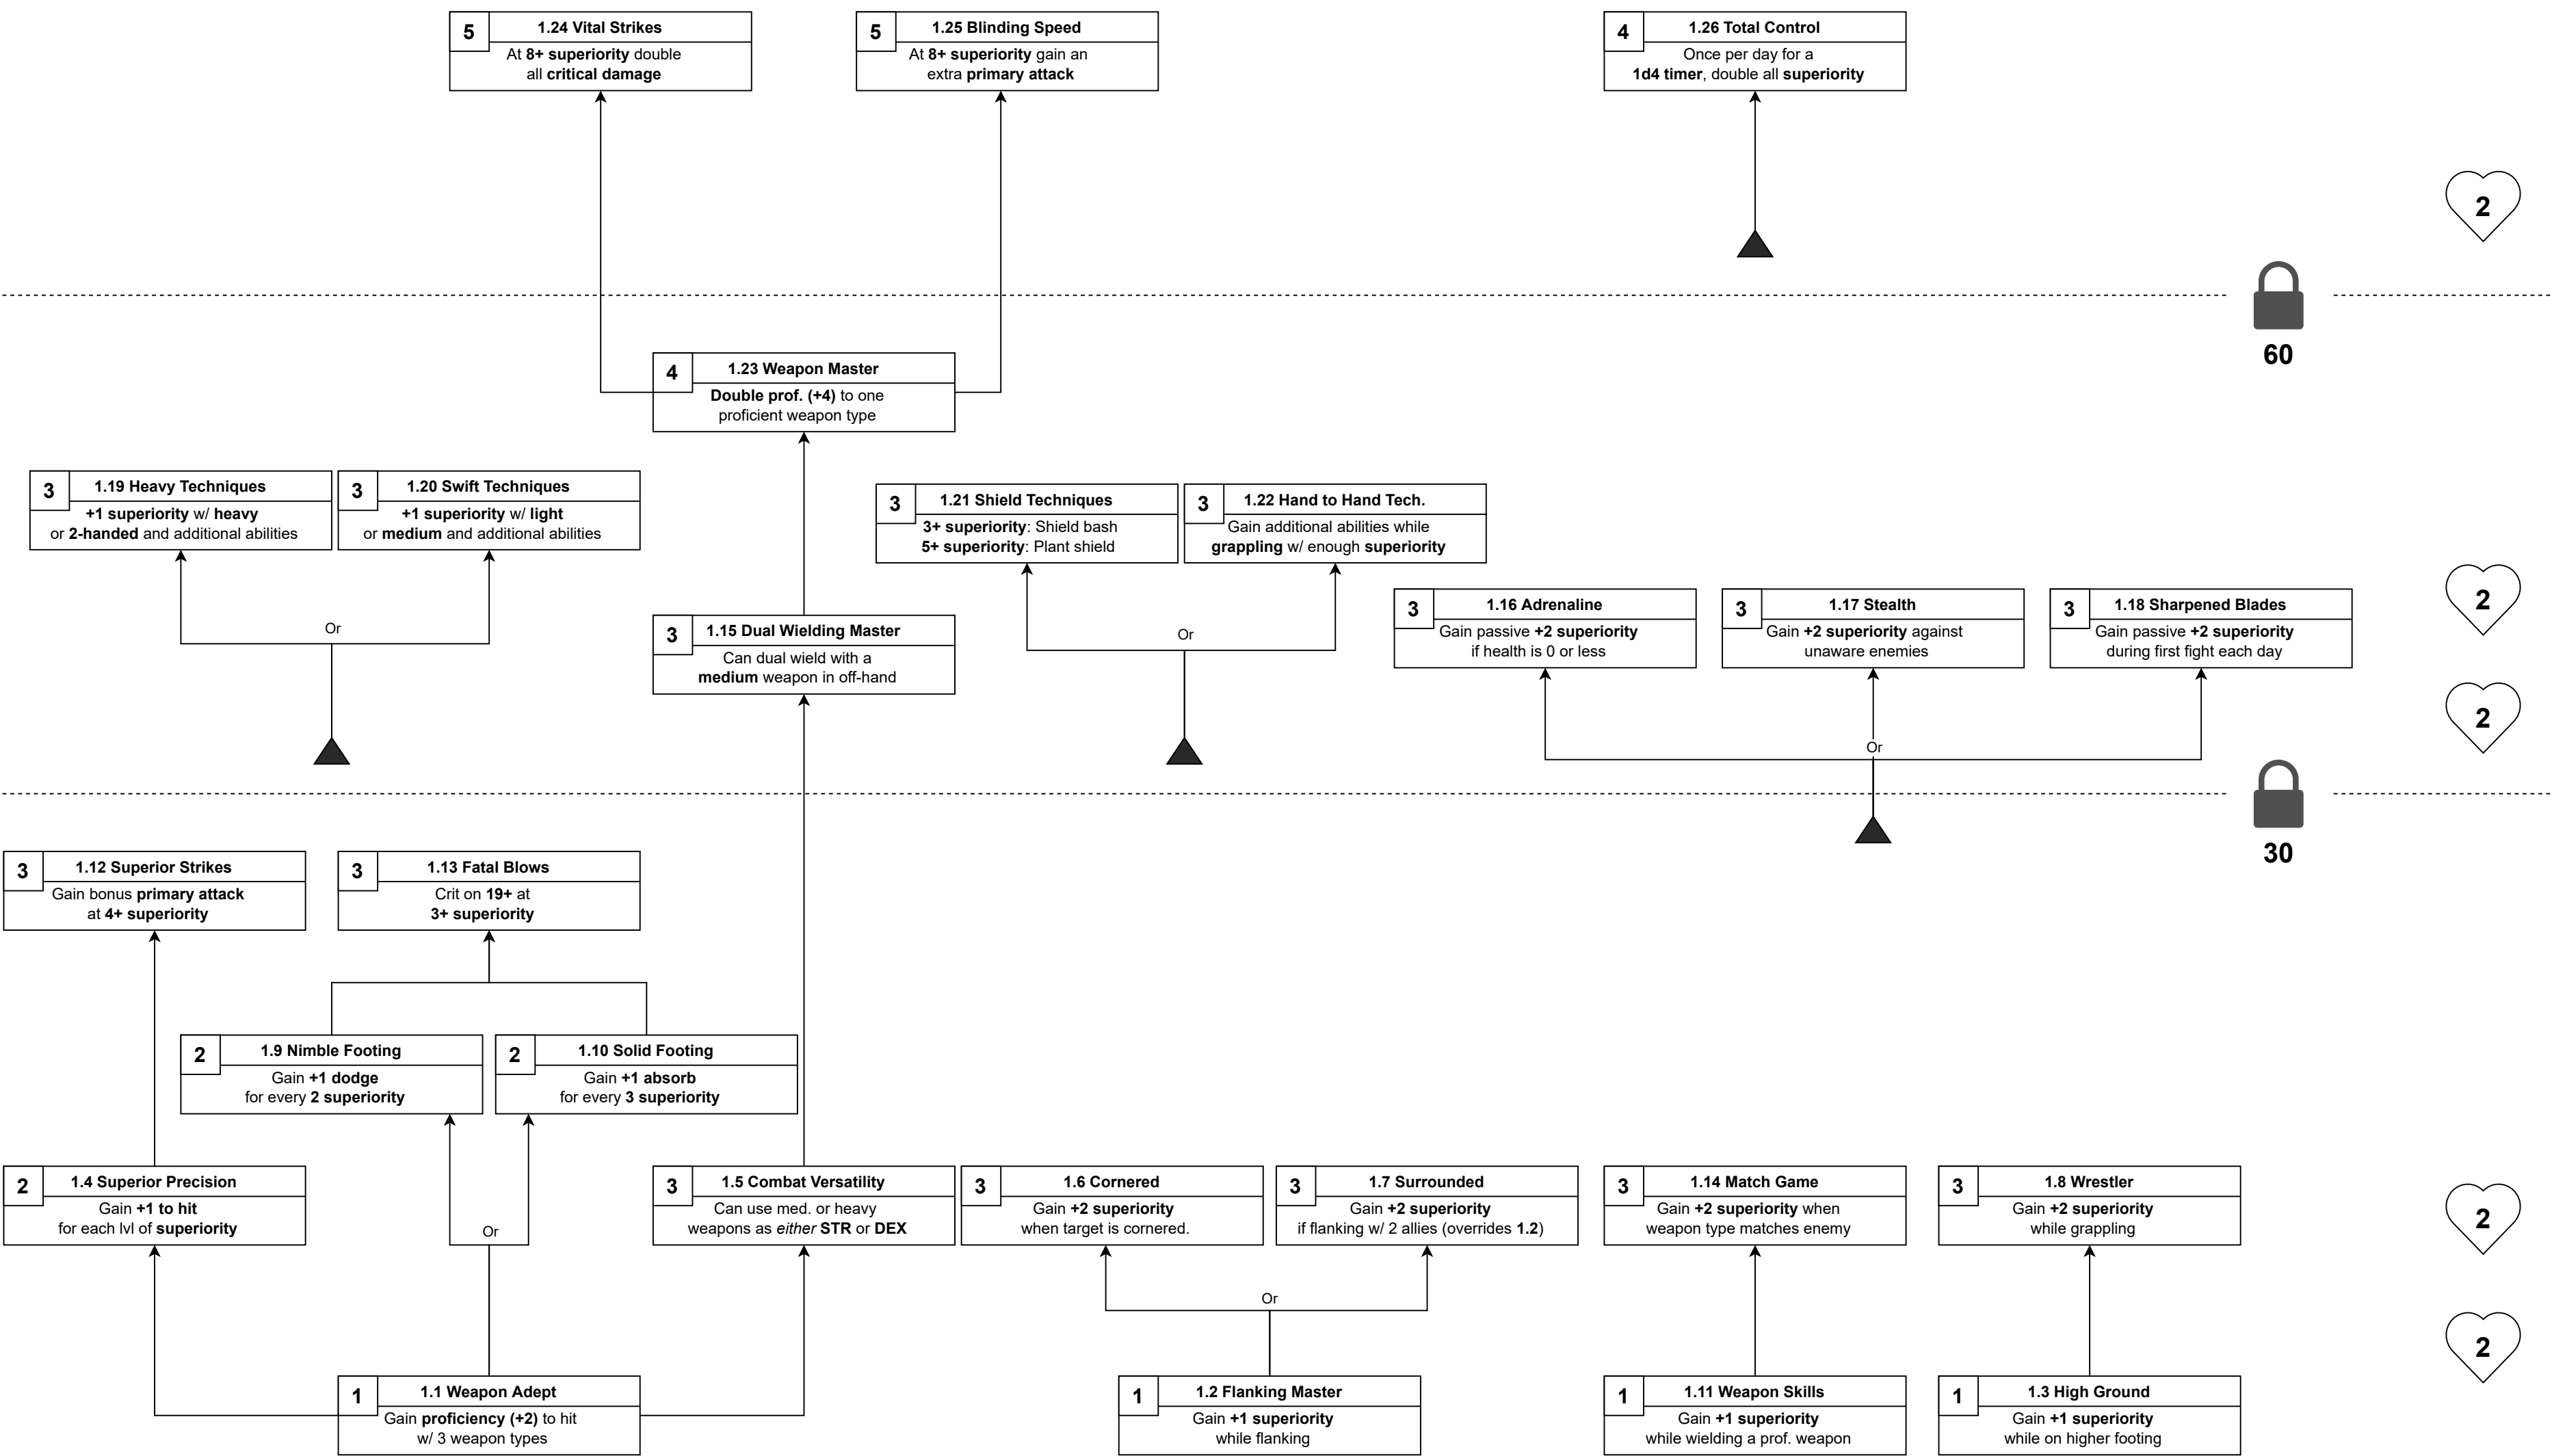 5
1.24 Vital Strikes
At 8+ superiority double
all critical damage
5
1.25 Blinding Speed
At 8+ superiority gain an
extra primary attack
4
1.26 Total Control
Once per day for a
1d4 timer, double all superiority
2
60
4
1.23 Weapon Master
Double prof. (+4) to one
proficient weapon type
3
1.19 Heavy Techniques
+1 superiority w/ heavy
or 2-handed and additional abilities
3
1.20 Swift Techniques
+1 superiority w/ light
or medium and additional abilities
3
1.21 Shield Techniques
3+ superiority: Shield bash
5+ superiority: Plant shield
3
1.22 Hand to Hand Tech.
Gain additional abilities while
grappling w/ enough superiority
3
1.16 Adrenaline
Gain passive +2 superiority
if health is 0 or less
3
1.17 Stealth
Gain +2 superiority against
unaware enemies
3
1.18 Sharpened Blades
Gain passive +2 superiority
during first fight each day
2
Or
3
1.15 Dual Wielding Master
Can dual wield with a
medium weapon in off-hand
Or
2
Or
30
3
1.12 Superior Strikes
Gain bonus primary attack
at 4+ superiority
3
1.13 Fatal Blows
Crit on 19+ at
3+ superiority
2
1.9 Nimble Footing
Gain +1 dodge
for every 2 superiority
2
1.10 Solid Footing
Gain +1 absorb
for every 3 superiority
2
1.4 Superior Precision
Gain +1 to hit
for each lvl of superiority
Or
3
1.5 Combat Versatility
Can use med. or heavy
weapons as either STR or DEX
3
1.6 Cornered
Gain +2 superiority
when target is cornered.
3
1.7 Surrounded
Gain +2 superiority
if flanking w/ 2 allies (overrides 1.2)
3
1.14 Match Game
Gain +2 superiority when
weapon type matches enemy
3
1.8 Wrestler
Gain +2 superiority
while grappling
2
Or
2
1
1.1 Weapon Adept
Gain proficiency (+2) to hit
w/ 3 weapon types
1
1.2 Flanking Master
Gain +1 superiority
while flanking
1
1.11 Weapon Skills
Gain +1 superiority
while wielding a prof. weapon
1
1.3 High Ground
Gain +1 superiority
while on higher footing